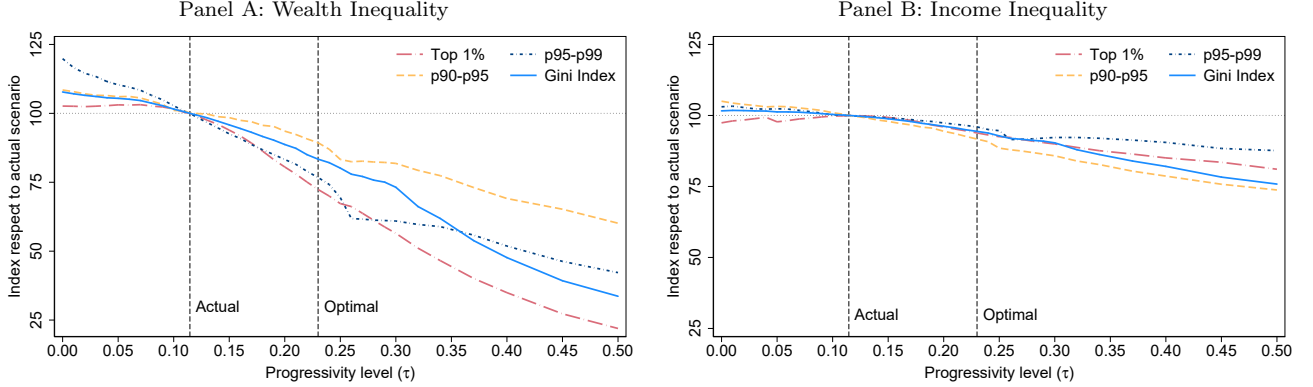 Panel A: Wealth Inequality
Index respect to actual scenario
125
100
75
50
25
Top 1%
p95-p99
p90-p95
Gini Index
Actual
Optimal
0.00 0.05 0.10 0.15 0.20 0.25 0.30 0.35 0.40 0.45 0.50
Progressivity level (τ)
Panel B: Income Inequality
Index respect to actual scenario
125
100
75
50
25
Top 1%
p95-p99
p90-p95
Gini Index
Actual
Optimal
0.00 0.05 0.10 0.15 0.20 0.25 0.30 0.35 0.40 0.45 0.50
Progressivity level (τ)